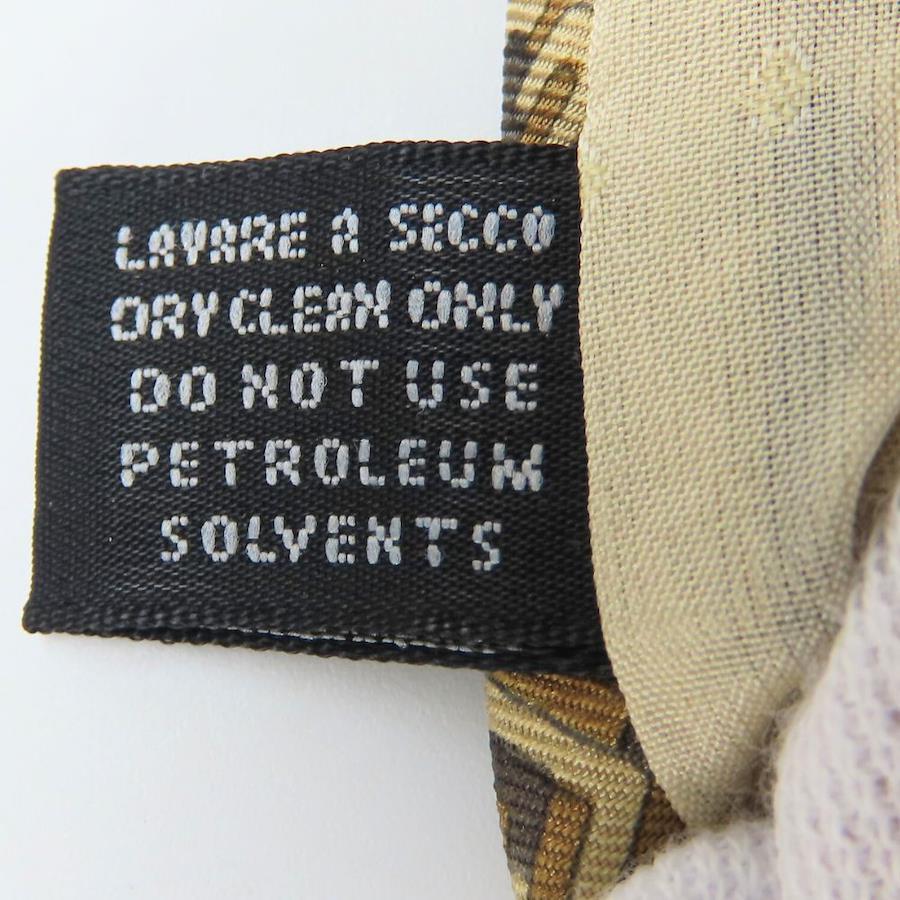 LAVARE A SECCO
DRY CLEAN ONLY
DO NOT USE
PETROLEUM
SOLVENTS